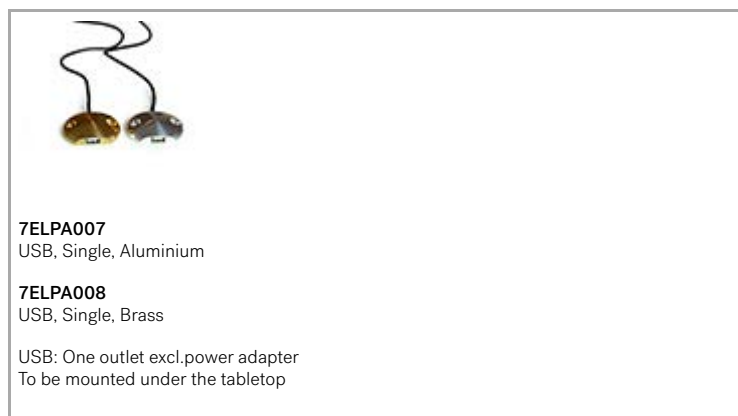 7ELPA007
USB, Single, Aluminium
7ELPA008
USB, Single, Brass
USB: One outlet excl.power adapter
To be mounted under the tabletop